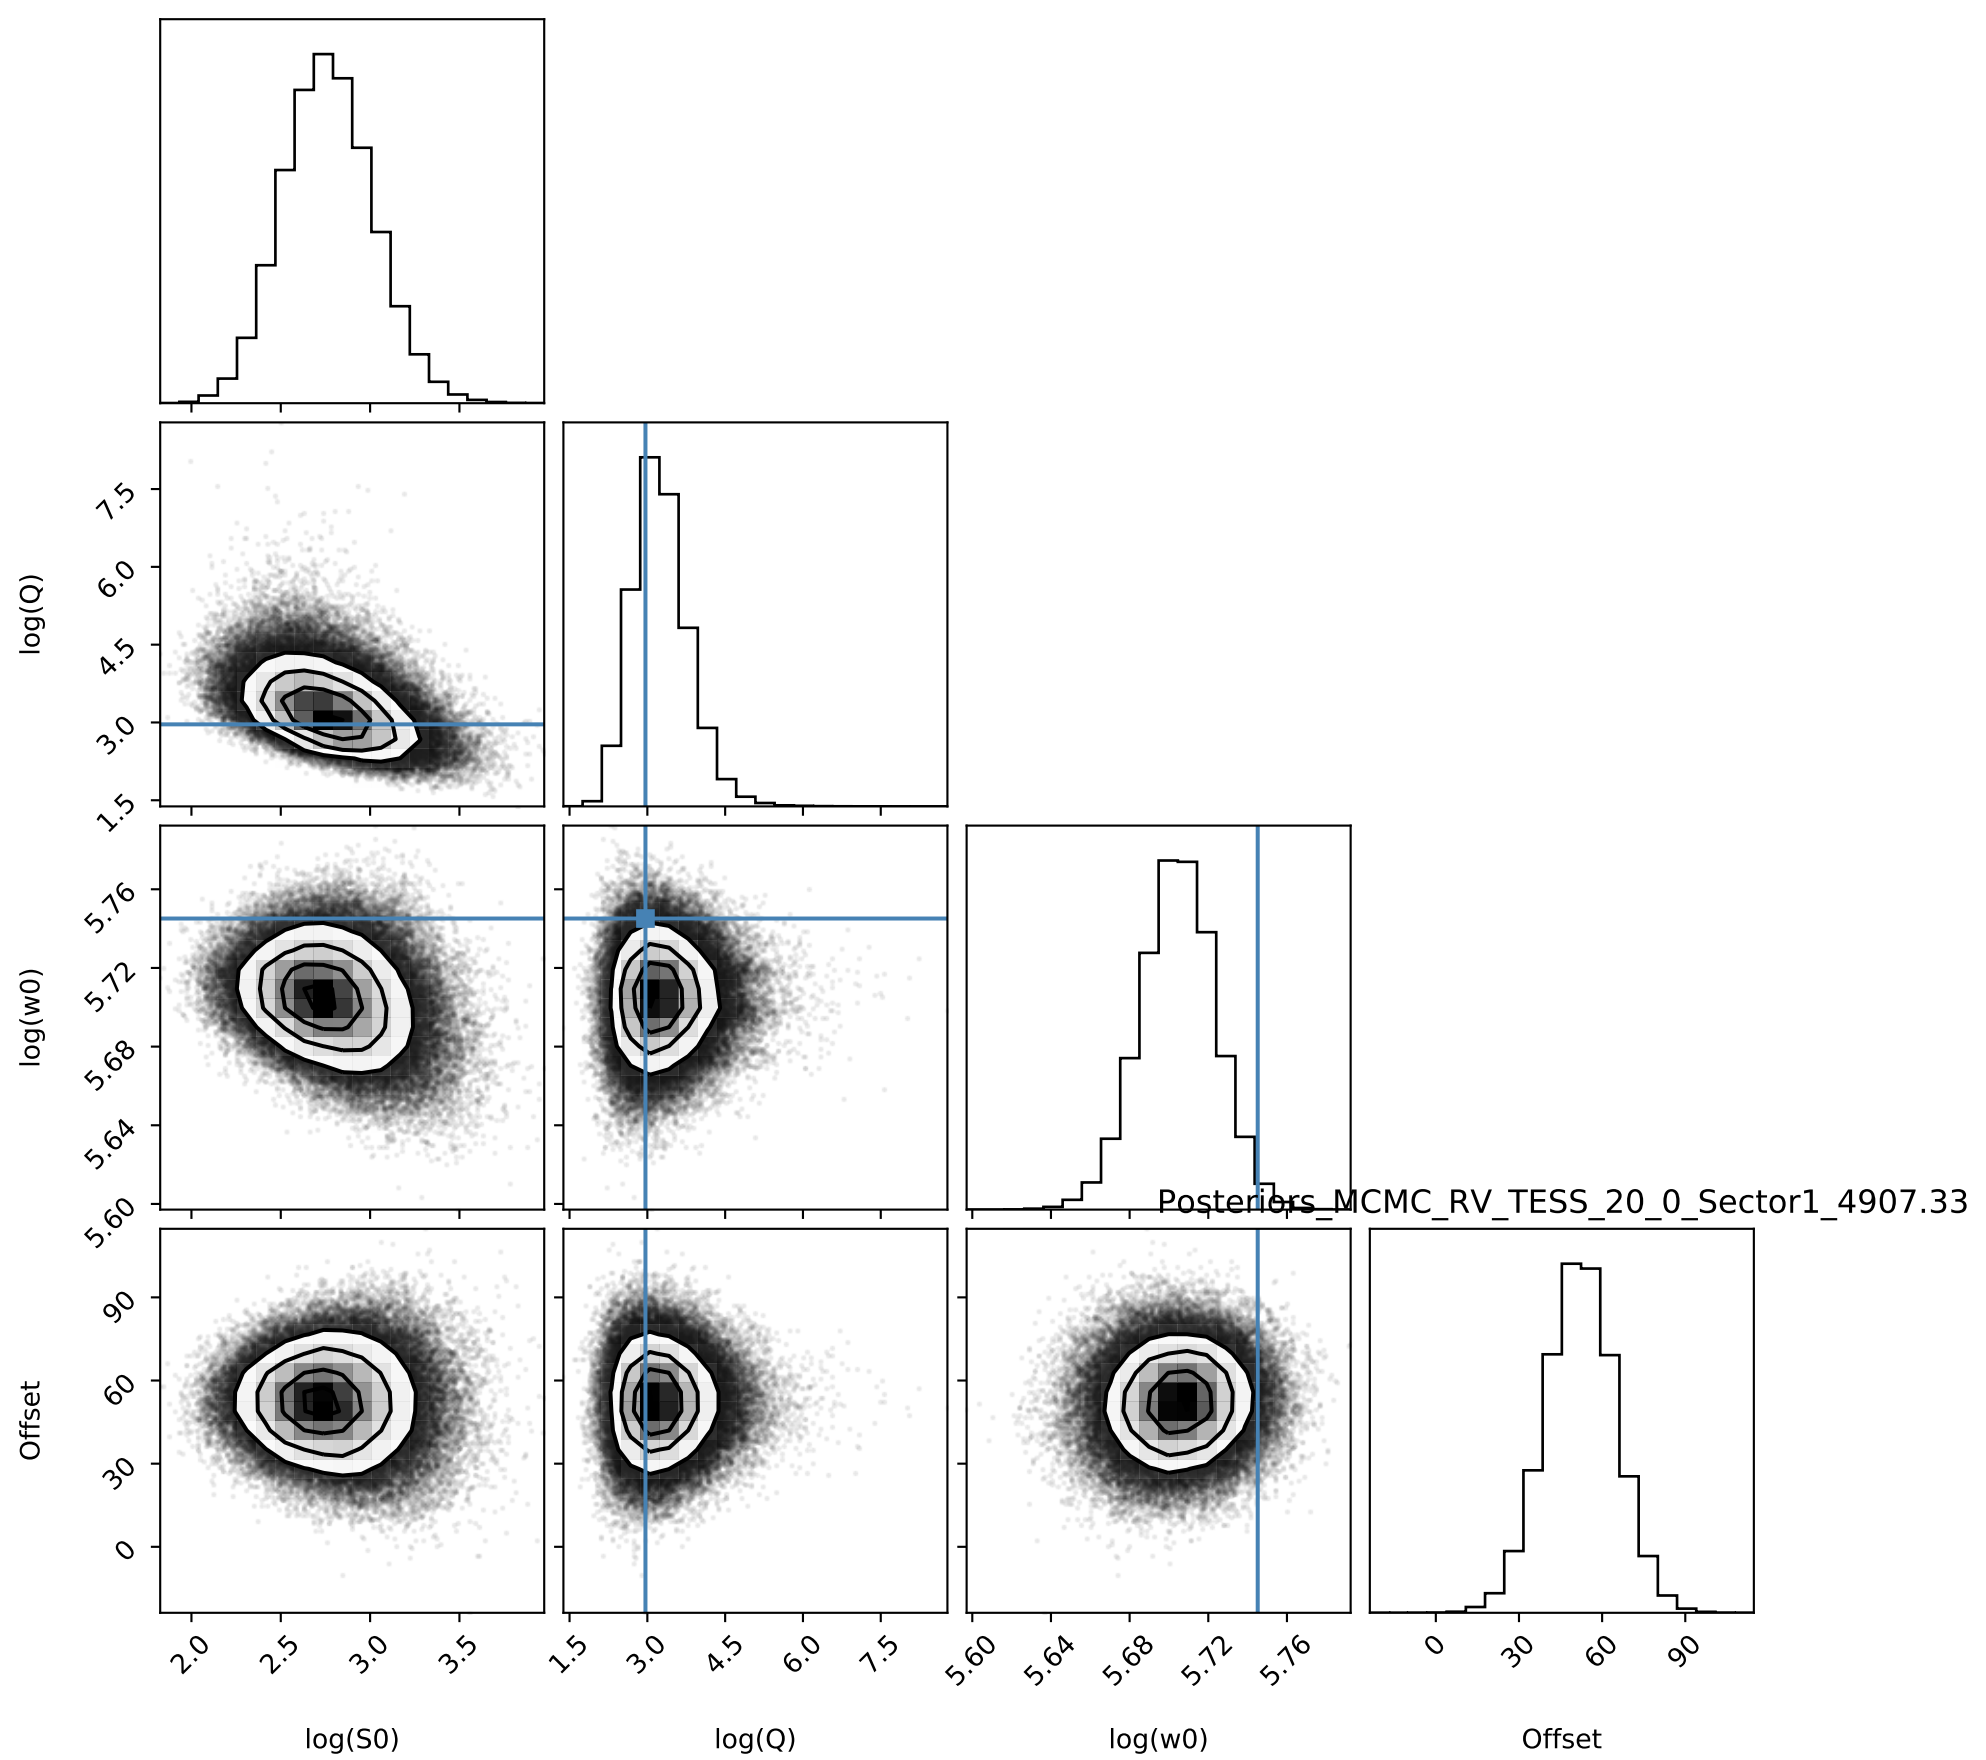 7.5
6.0
4.5
3.0
1.5
log(Q)
5.76
5.72
5.68
5.64
5.60
log(w0)
Posteriors_MCMC_RV_TESS_20_0_Sector1_4907.33
90
60
30
0
Offset
2.0 2.5 3.0 3.5 1.5 3.0 4.5 6.0 7.5 5.60 5.64 5.68 5.72 5.76 0 30 60 90
log(S0) log(Q) log(w0) Offset